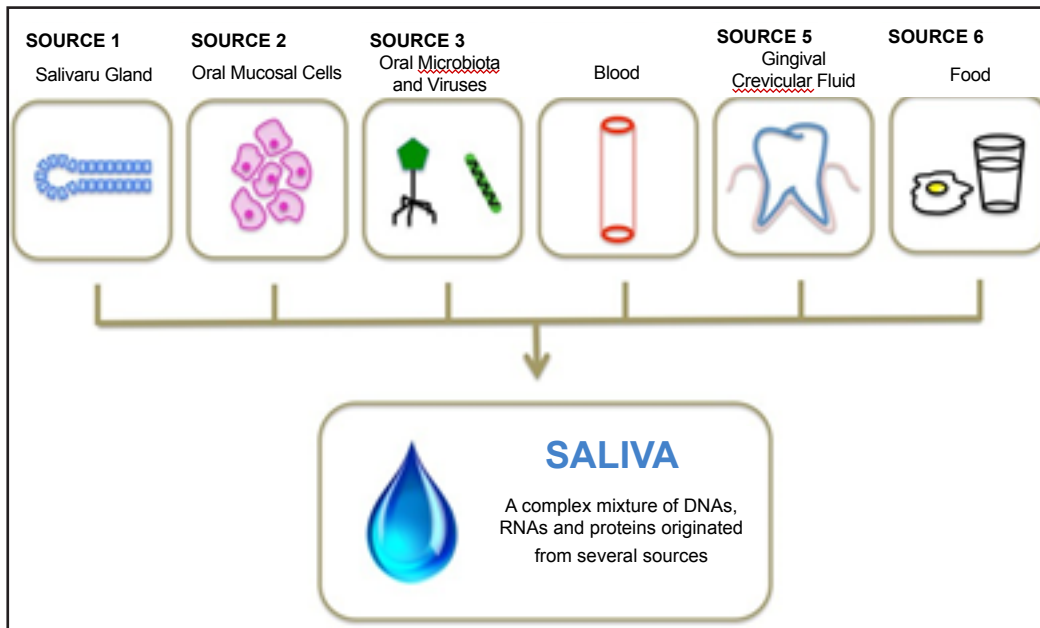 SOURCE 1
Salivaru Gland
SOURCE 2
Oral Mucosal Cells
SOURCE 3
Oral Microbiota
and Viruses
Blood
SOURCE 5
Gingival
Crevicular Fluid
SOURCE 6
Food
SALIVA
A complex mixture of DNAs,
RNAs and proteins originated
from several sources